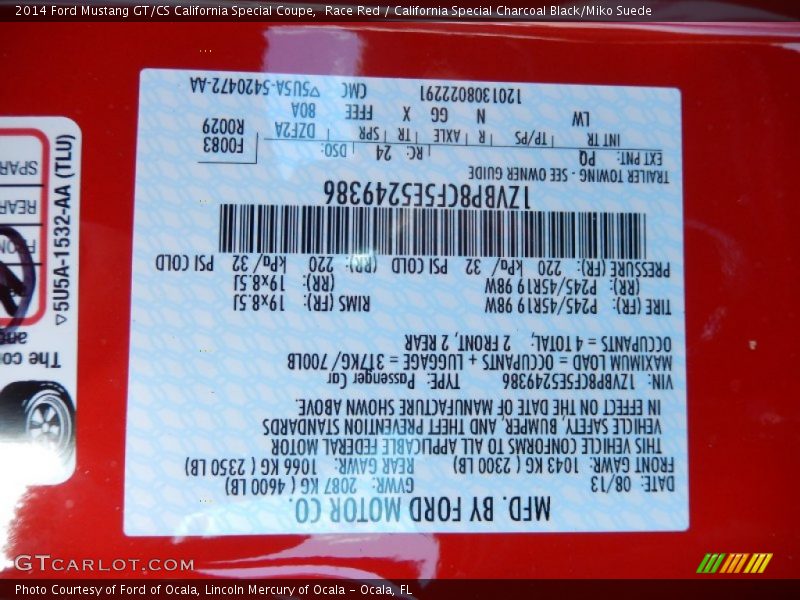 2014 Ford Mustang GT/CS California Special Coupe,  Race Red / California Special Charcoal Black/Miko Suede
MFD. BY FORD MOTOR CO.
DATE: 08/13 GVWR: 2087 KG ( 4600 LB)
FRONT GAWR: 1043 KG ( 2300 LB) REAR GAWR: 1066 KG ( 2350 LB)
THIS VEHICLE CONFORMS TO ALL APPLICABLE FEDERAL MOTOR
VEHICLE SAFETY, BUMPER, AND THEFT PREVENTION STANDARDS
IN EFFECT ON THE DATE OF MANUFACTURE SHOWN ABOVE.
VIN: 1ZVBP8CF5E5249386 TYPE: Passenger Car
MAXIMUM LOAD = OCCUPANTS + LUGGAGE = 317KG/700LB
OCCUPANTS = 4 TOTAL, 2 FRONT, 2 REAR
TIRE (FR): P245/45R19 98W RIMS (FR): 19x8.5J
(RR): P245/45R19 98W (RR): 19x8.5J
PRESSURE (FR): 220 kPa/ 32 PSI COLD (RR): 220 kPa/ 32 PSI COLD
1ZVBP8CF5E5249386
TRAILER TOWING - SEE OWNER GUIDE
EXT PNT: PQ RC: 24 DSO: F0083
INT TR TP/PS R AXLE TR SPR DZF2A R0029
LW N GG X FFEE 80A
1201308022291 CMC ▽5U5A-5420472-AA
The co
and
SPAR
REAR
FRON
▽5U5A-1532-AA (TLU)
GTCARLOT.COM
Photo Courtesy of Ford of Ocala, Lincoln Mercury of Ocala - Ocala, FL